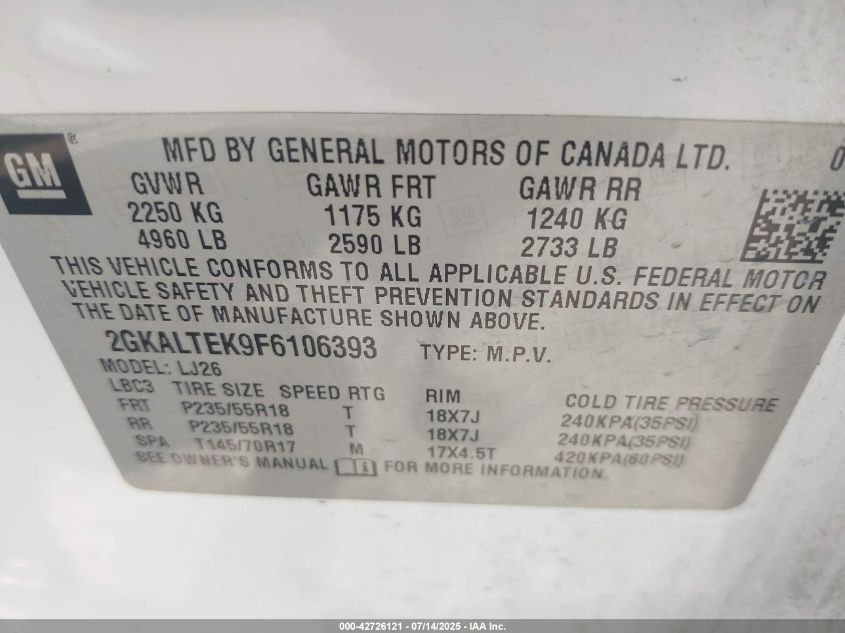 GM ®
MFD BY GENERAL MOTORS OF CANADA LTD. 0
GVWR GAWR FRT GAWR RR
2250 KG 1175 KG 1240 KG
4960 LB 2590 LB 2733 LB
THIS VEHICLE CONFORMS TO ALL APPLICABLE U.S. FEDERAL MOTOR
VEHICLE SAFETY AND THEFT PREVENTION STANDARDS IN EFFECT ON
THE DATE OF MANUFACTURE SHOWN ABOVE.
2GKALTEK9F6106393 TYPE: M.P.V.
MODEL: LJ26
LBC3 TIRE SIZE SPEED RTG RIM COLD TIRE PRESSURE
FRT P235/55R18 T 18X7J 240KPA(35PSI)
RR P235/55R18 T 18X7J 240KPA(35PSI)
SPA T145/70R17 M 17X4.5T 420KPA(60PSI)
SEE OWNER'S MANUAL FOR MORE INFORMATION.
000-42726121 - 07/14/2025 - IAA Inc.